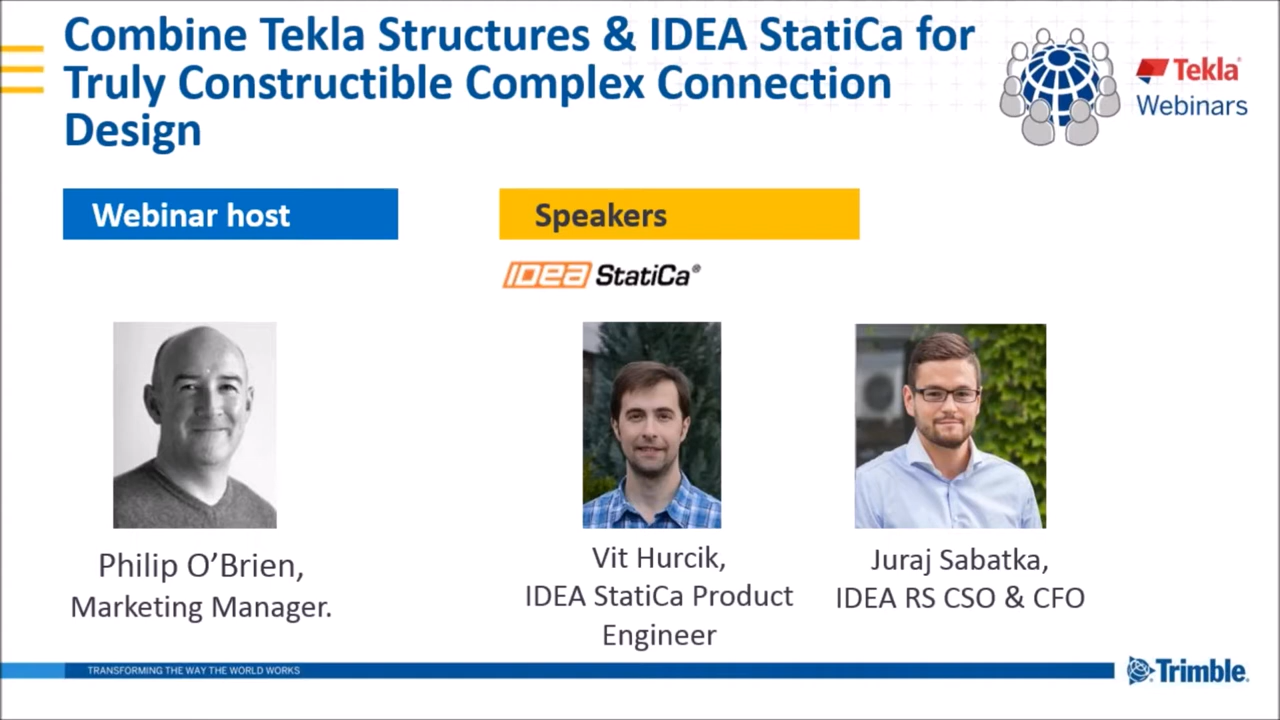 Combine Tekla Structures & IDEA StatiCa for
Truly Constructible Complex Connection
Design
Tekla®
Webinars
Webinar host
Speakers
IDEA StatiCa®
Philip O’Brien,
Marketing Manager.
Vit Hurcik,
IDEA StatiCa Product
Engineer
Juraj Sabatka,
IDEA RS CSO & CFO
TRANSFORMING THE WAY THE WORLD WORKS
Trimble®